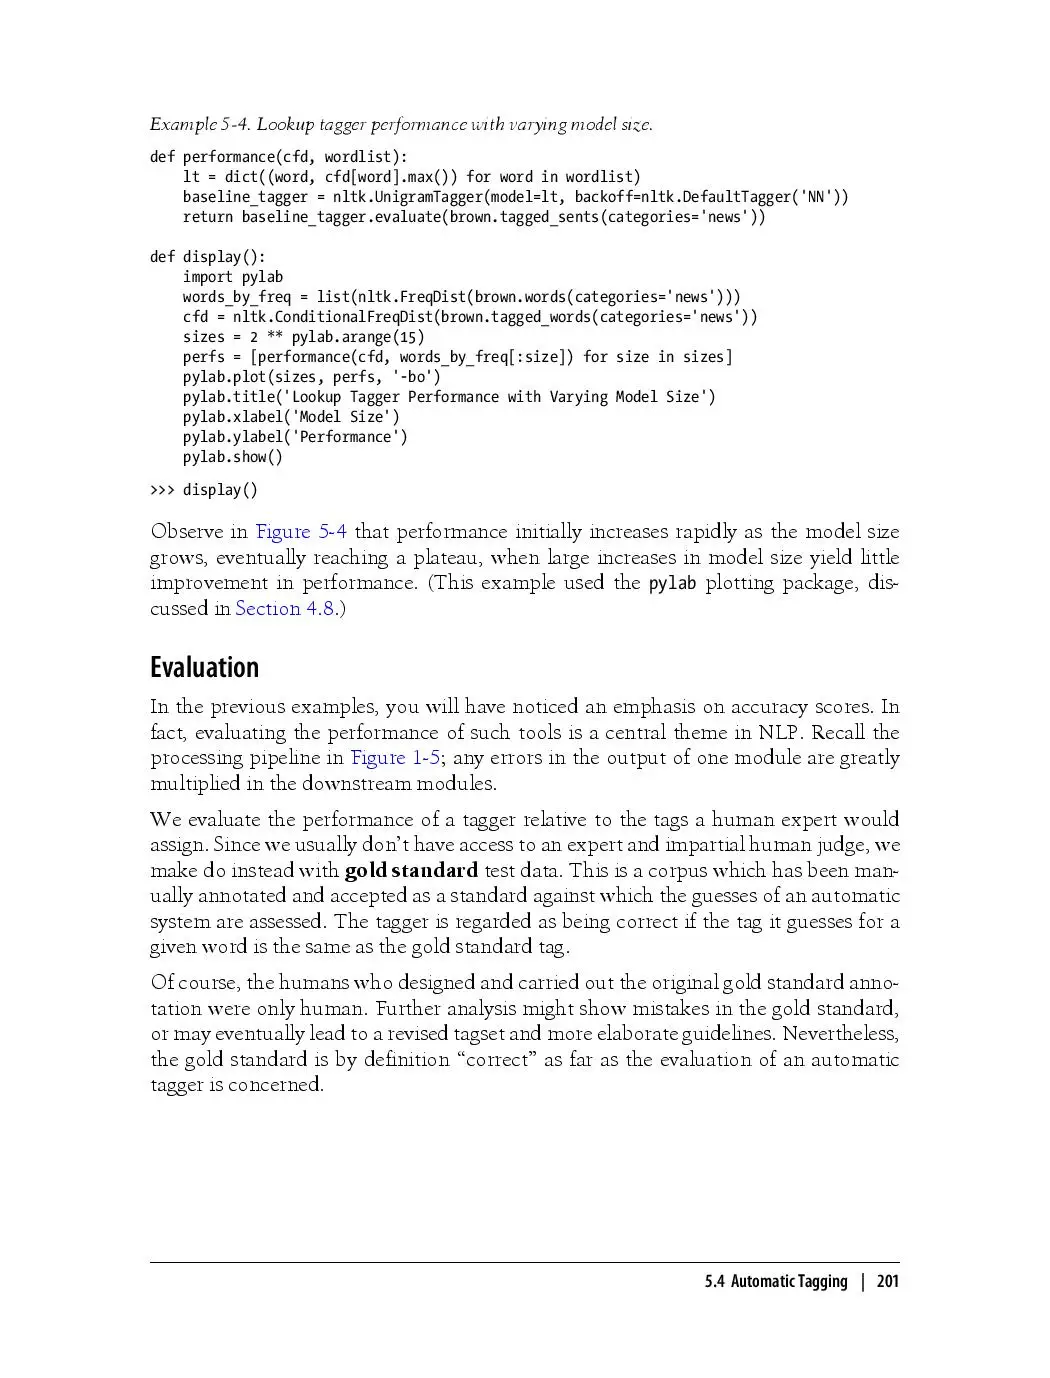 Example 5-4. Lookup tagger performance with varying model size.
def performance(cfd, wordlist):
    lt = dict((word, cfd[word].max()) for word in wordlist)
    baseline_tagger = nltk.UnigramTagger(model=lt, backoff=nltk.DefaultTagger('NN'))
    return baseline_tagger.evaluate(brown.tagged_sents(categories='news'))
def display():
    import pylab
    words_by_freq = list(nltk.FreqDist(brown.words(categories='news')))
    cfd = nltk.ConditionalFreqDist(brown.tagged_words(categories='news'))
    sizes = 2 ** pylab.arange(15)
    perfs = [performance(cfd, words_by_freq[:size]) for size in sizes]
    pylab.plot(sizes, perfs, '-bo')
    pylab.title('Lookup Tagger Performance with Varying Model Size')
    pylab.xlabel('Model Size')
    pylab.ylabel('Performance')
    pylab.show()
>>> display()
Observe in Figure 5-4 that performance initially increases rapidly as the model size
grows, eventually reaching a plateau, when large increases in model size yield little
improvement in performance. (This example used the pylab plotting package, dis-
cussed in Section 4.8.)
Evaluation
In the previous examples, you will have noticed an emphasis on accuracy scores. In
fact, evaluating the performance of such tools is a central theme in NLP. Recall the
processing pipeline in Figure 1-5; any errors in the output of one module are greatly
multiplied in the downstream modules.
We evaluate the performance of a tagger relative to the tags a human expert would
assign. Since we usually don’t have access to an expert and impartial human judge, we
make do instead with gold standard test data. This is a corpus which has been man-
ually annotated and accepted as a standard against which the guesses of an automatic
system are assessed. The tagger is regarded as being correct if the tag it guesses for a
given word is the same as the gold standard tag.
Of course, the humans who designed and carried out the original gold standard anno-
tation were only human. Further analysis might show mistakes in the gold standard,
or may eventually lead to a revised tagset and more elaborate guidelines. Nevertheless,
the gold standard is by definition “correct” as far as the evaluation of an automatic
tagger is concerned.
5.4 Automatic Tagging | 201